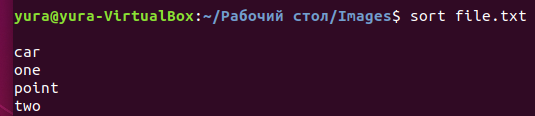 yura@yura-VirtualBox:~/Рабочий стол/Images$ sort file.txt
car
one
point
two